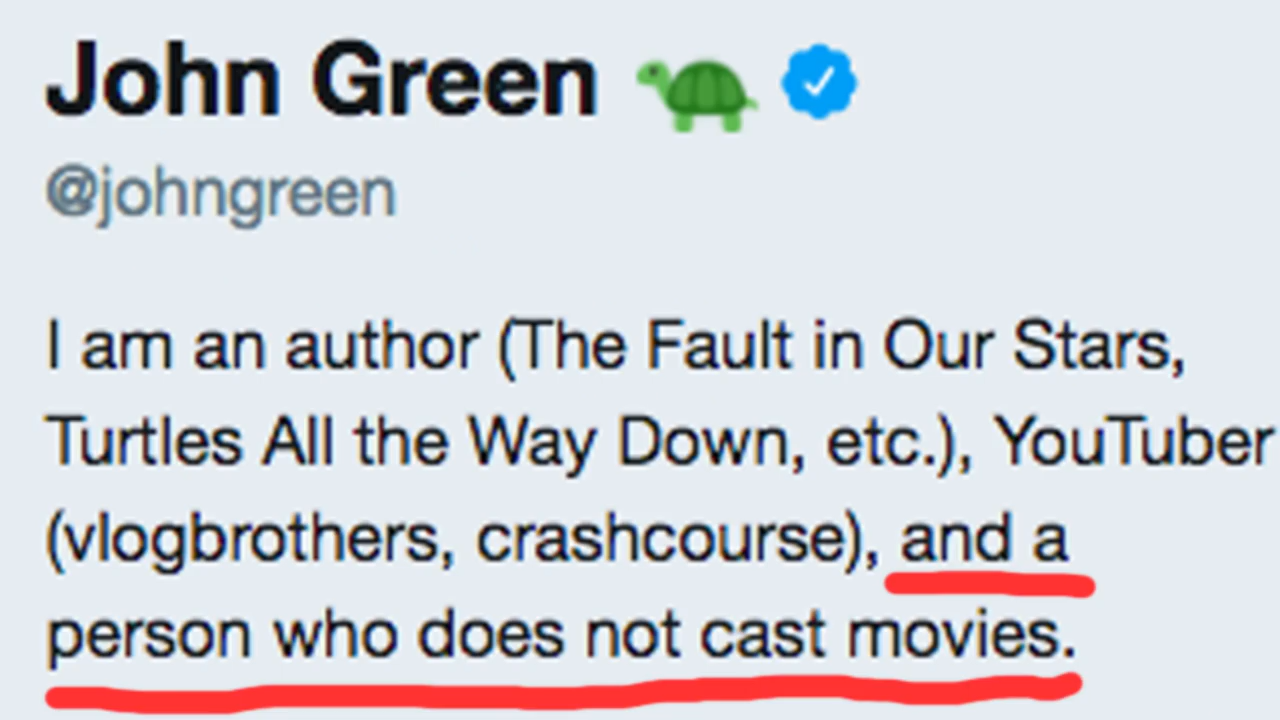 John Green 🐢
@johngreen
I am an author (The Fault in Our Stars,
Turtles All the Way Down, etc.), YouTuber
(vlogbrothers, crashcourse), and a
person who does not cast movies.